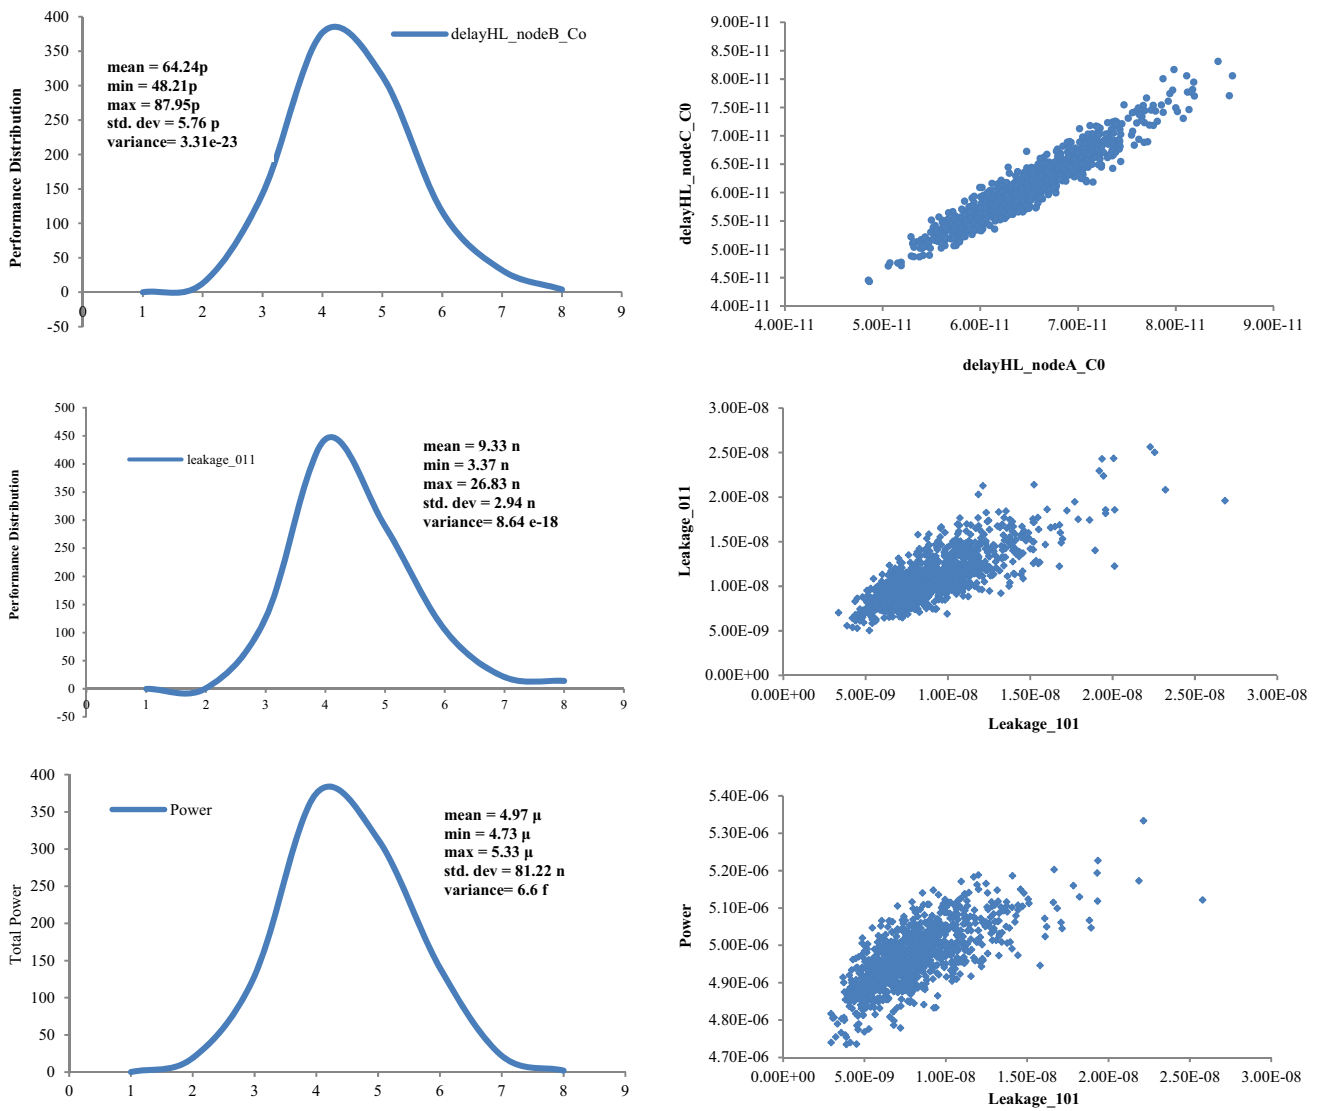 400
350
300
250
200
150
100
50
0
-50
0 1 2 3 4 5 6 7 8 9
Performance Distribution
delayHL_nodeB_Co
mean = 64.24p
min = 48.21p
max = 87.95p
std. dev = 5.76 p
variance= 3.31e-23
9.00E-11
8.50E-11
8.00E-11
7.50E-11
7.00E-11
6.50E-11
6.00E-11
5.50E-11
5.00E-11
4.50E-11
4.00E-11
4.00E-11 5.00E-11 6.00E-11 7.00E-11 8.00E-11 9.00E-11
delayHL_nodeC_C0
delayHL_nodeA_C0
500
450
400
350
300
250
200
150
100
50
0
-50
0 1 2 3 4 5 6 7 8 9
Performance Distribution
leakage_011
mean = 9.33 n
min = 3.37 n
max = 26.83 n
std. dev = 2.94 n
variance= 8.64 e-18
3.00E-08
2.50E-08
2.00E-08
1.50E-08
1.00E-08
5.00E-09
0.00E+00
0.00E+00 5.00E-09 1.00E-08 1.50E-08 2.00E-08 2.50E-08 3.00E-08
Leakage_011
Leakage_101
400
350
300
250
200
150
100
50
0
0 1 2 3 4 5 6 7 8 9
Total Power
Power
mean = 4.97 µ
min = 4.73 µ
max = 5.33 µ
std. dev = 81.22 n
variance= 6.6 f
5.40E-06
5.30E-06
5.20E-06
5.10E-06
5.00E-06
4.90E-06
4.80E-06
4.70E-06
0.00E+00 5.00E-09 1.00E-08 1.50E-08 2.00E-08 2.50E-08 3.00E-08
Power
Leakage_101